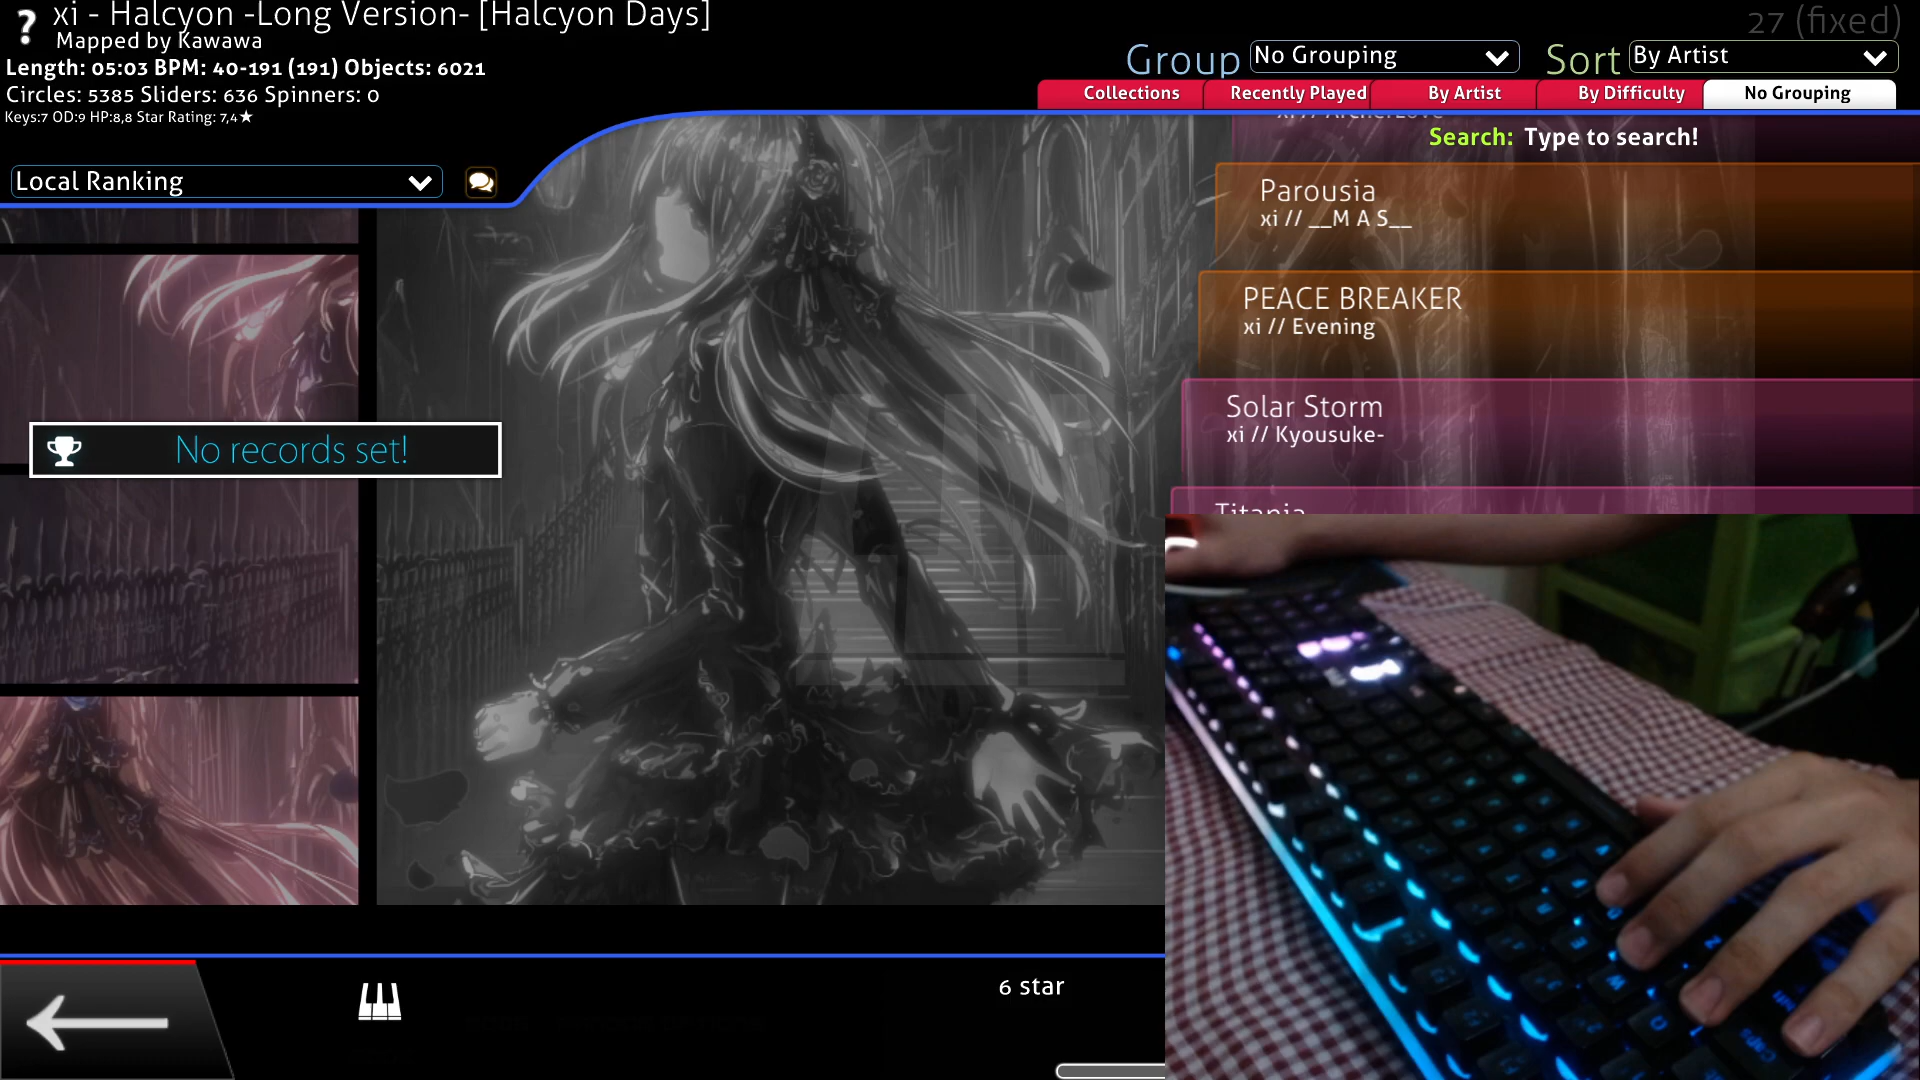 xi - Halcyon -Long Version- [Halcyon Days]
Mapped by Kawawa
Length: 05:03 BPM: 40-191 (191) Objects: 6021
Circles: 5385 Sliders: 636 Spinners: 0
Keys:7 OD:9 HP:8,8 Star Rating: 7,4★
27 (fixed)
Group No Grouping Sort By Artist
Collections Recently Played By Artist By Difficulty No Grouping
xi // ArcherLove
Search: Type to search!
Local Ranking
Parousia
xi // __M A S__
PEACE BREAKER
xi // Evening
Solar Storm
xi // Kyousuke-
Titania
No records set!
6 star